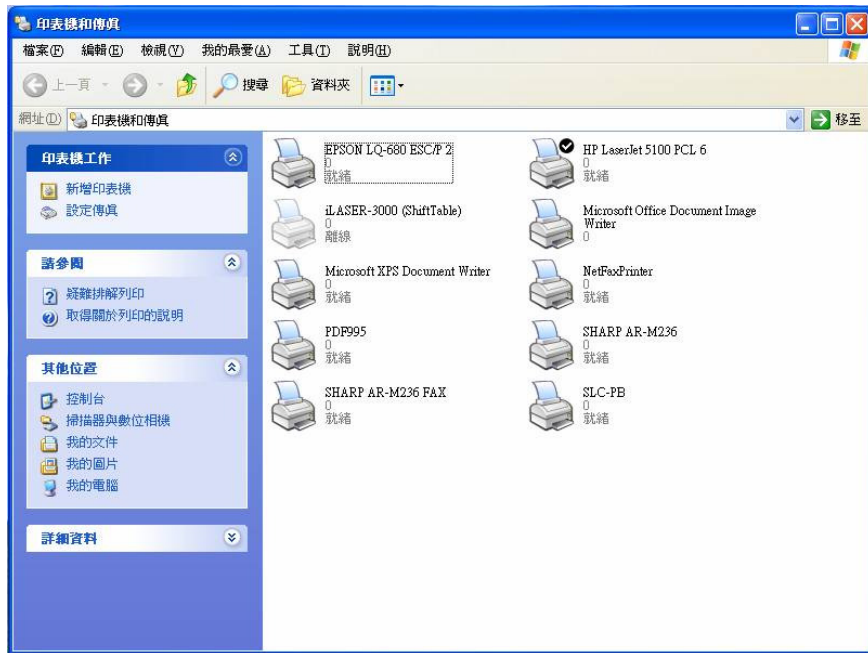 印表機和傳真
檔案(F) 編輯(E) 檢視(V) 我的最愛(A) 工具(T) 說明(H)
上一頁 搜尋 資料夾
網址(D) 印表機和傳真 移至
印表機工作
新增印表機
設定傳真
請參閱
疑難排解列印
取得關於列印的說明
其他位置
控制台
掃描器與數位相機
我的文件
我的圖片
我的電腦
詳細資料
EPSON LQ-680 ESC/P 2
0
就緒
HP LaserJet 5100 PCL 6
0
就緒
iLASER-3000 (ShiftTable)
0
離線
Microsoft Office Document Image
Writer
0
Microsoft XPS Document Writer
0
就緒
NetFaxPrinter
0
就緒
PDF995
0
就緒
SHARP AR-M236
0
就緒
SHARP AR-M236 FAX
0
就緒
SLC-PB
0
就緒